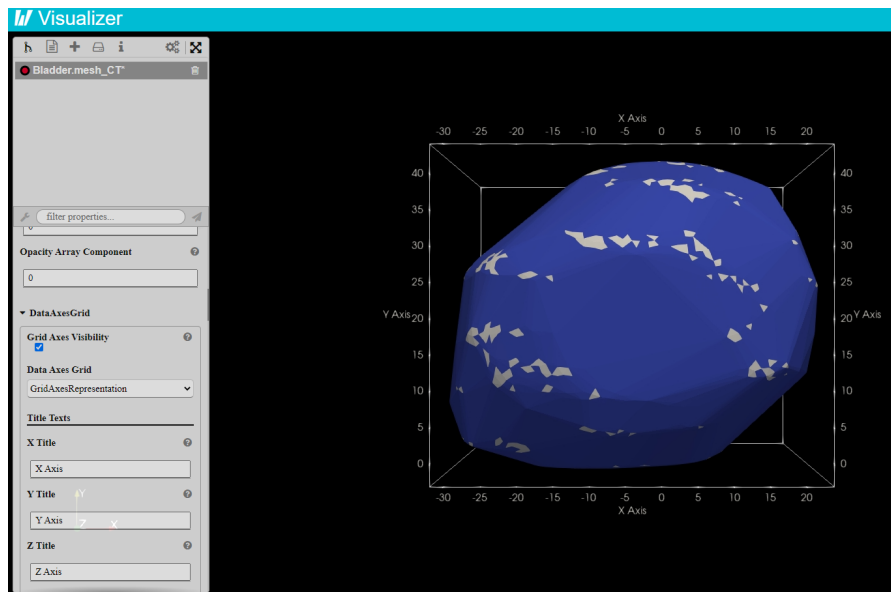 Visualizer
Bladder.mesh_CT*
filter properties...
Opacity Array Component
0
DataAxesGrid
Grid Axes Visibility
Data Axes Grid
GridAxesRepresentation
Title Texts
X Title
X Axis
Y Title
Y Axis
Z Title
Z Axis
Y
Z X
X Axis
-30 -25 -20 -15 -10 -5 0 5 10 15 20
40 40
35 35
30 30
25 25
Y Axis 20 20 Y Axis
15 15
10 10
5 5
0 0
-30 -25 -20 -15 -10 -5 0 5 10 15 20
X Axis